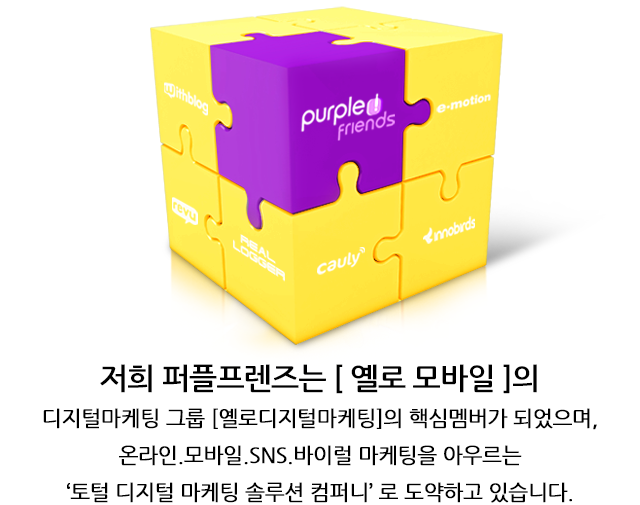 withblog
purple
friends
e-motion
revu
REAL
LOGGER
cauly
innobirds
저희 퍼플프렌즈는 [ 옐로 모바일 ]의
디지털마케팅 그룹 [옐로디지털마케팅]의 핵심멤버가 되었으며,
온라인.모바일.SNS.바이럴 마케팅을 아우르는
‘토털 디지털 마케팅 솔루션 컴퍼니’ 로 도약하고 있습니다.